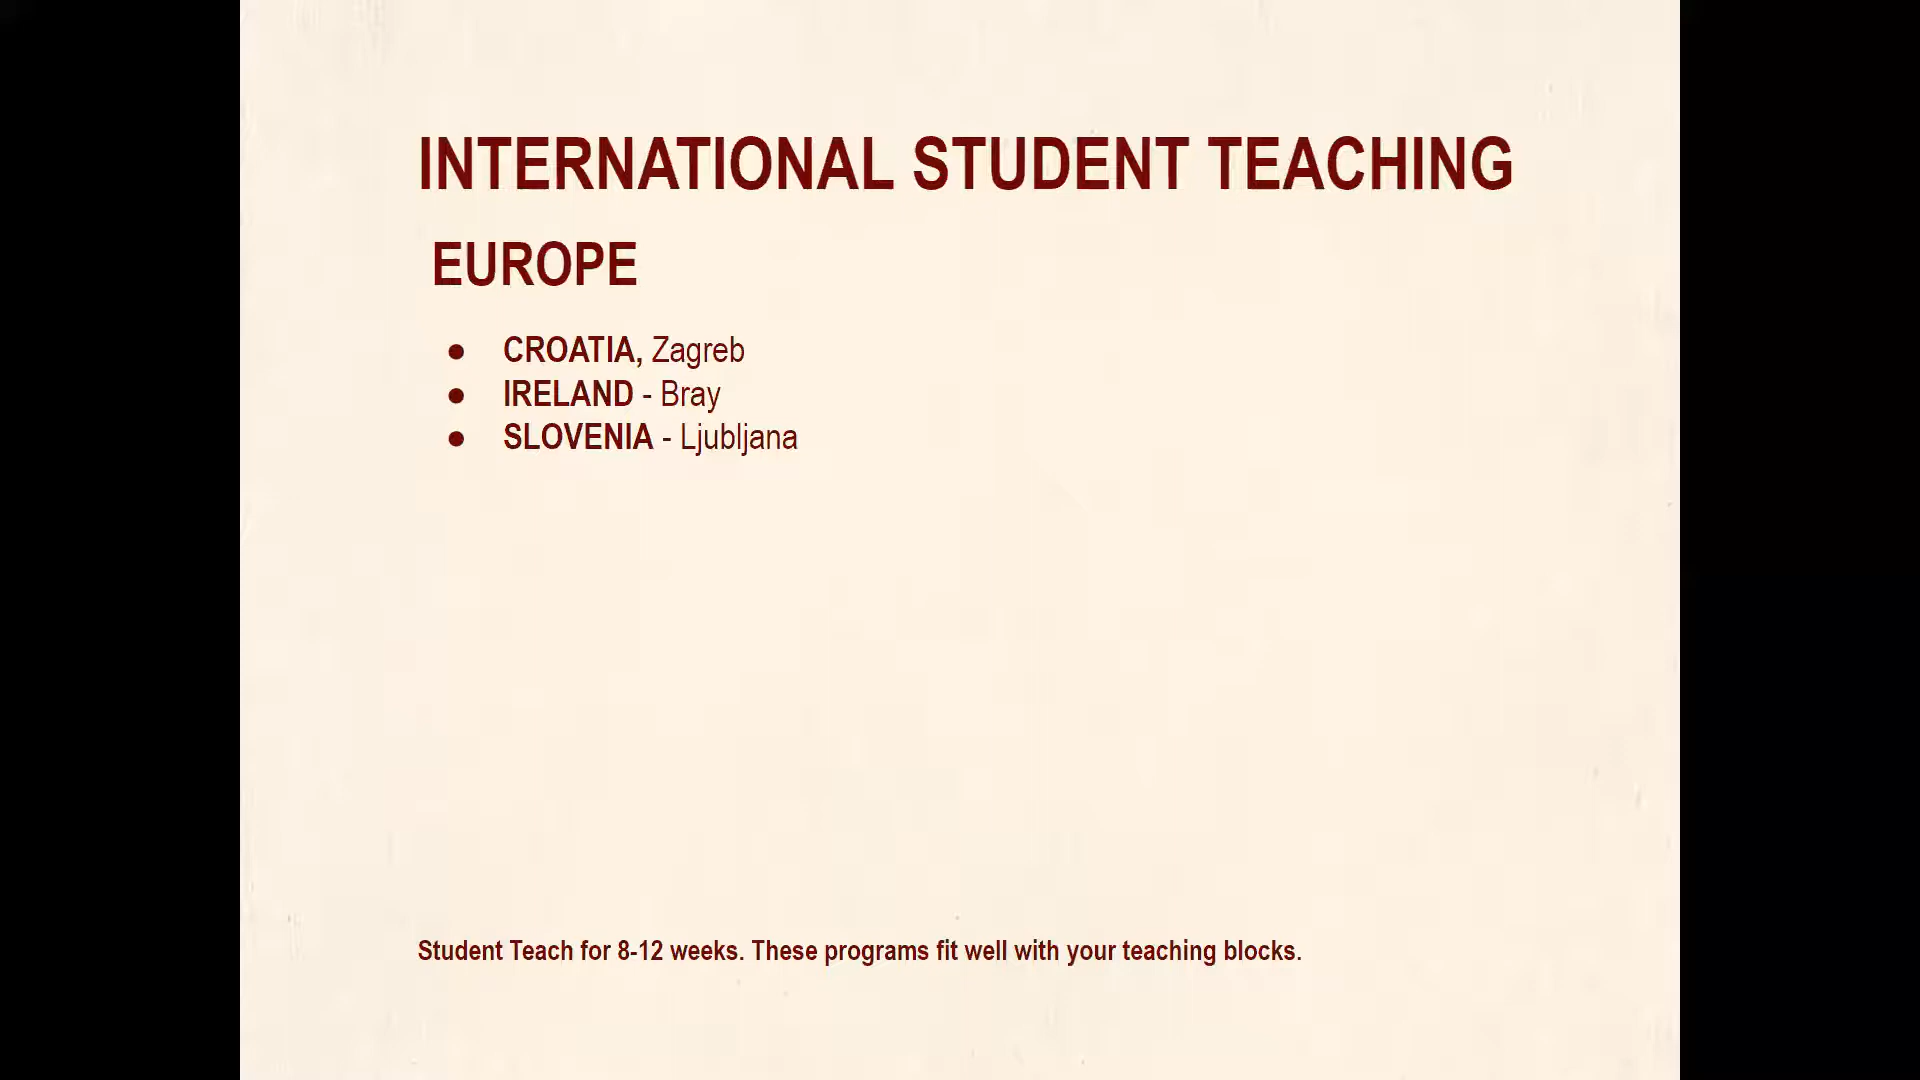 INTERNATIONAL STUDENT TEACHING
EUROPE
● CROATIA, Zagreb
● IRELAND - Bray
● SLOVENIA - Ljubljana
Student Teach for 8-12 weeks. These programs fit well with your teaching blocks.